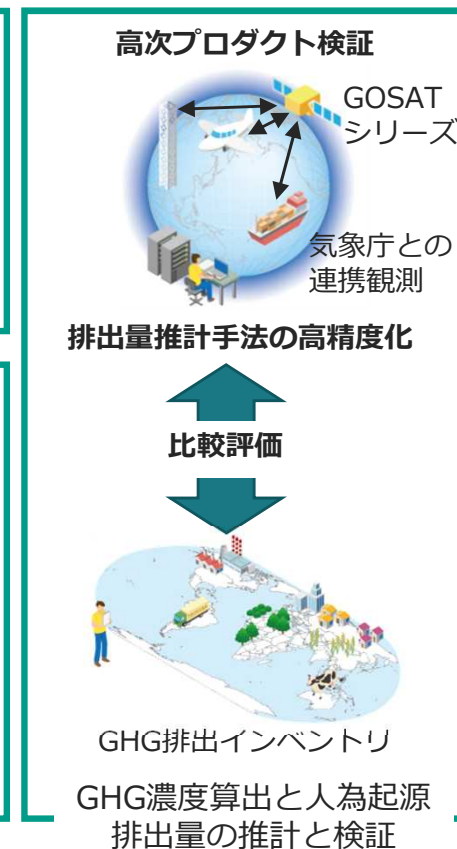 高次プロダクト検証
GOSAT
シリーズ
気象庁との
連携観測
排出量推計手法の高精度化
比較評価
GHG排出インベントリ
GHG濃度算出と人為起源
排出量の推計と検証